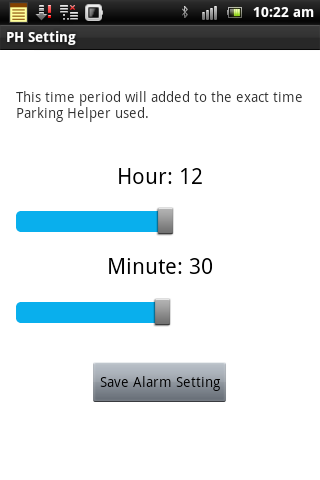 10:22 am
PH Setting
This time period will added to the exact time
Parking Helper used.
Hour: 12
Minute: 30
Save Alarm Setting